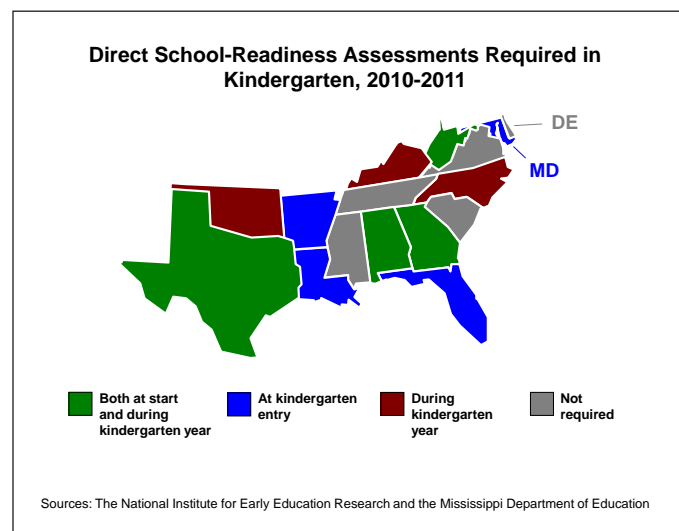 Direct School-Readiness Assessments Required in
Kindergarten, 2010-2011
DE
MD
Both at start
and during
kindergarten year
At kindergarten
entry
During
kindergarten
year
Not
required
Sources: The National Institute for Early Education Research and the Mississippi Department of Education